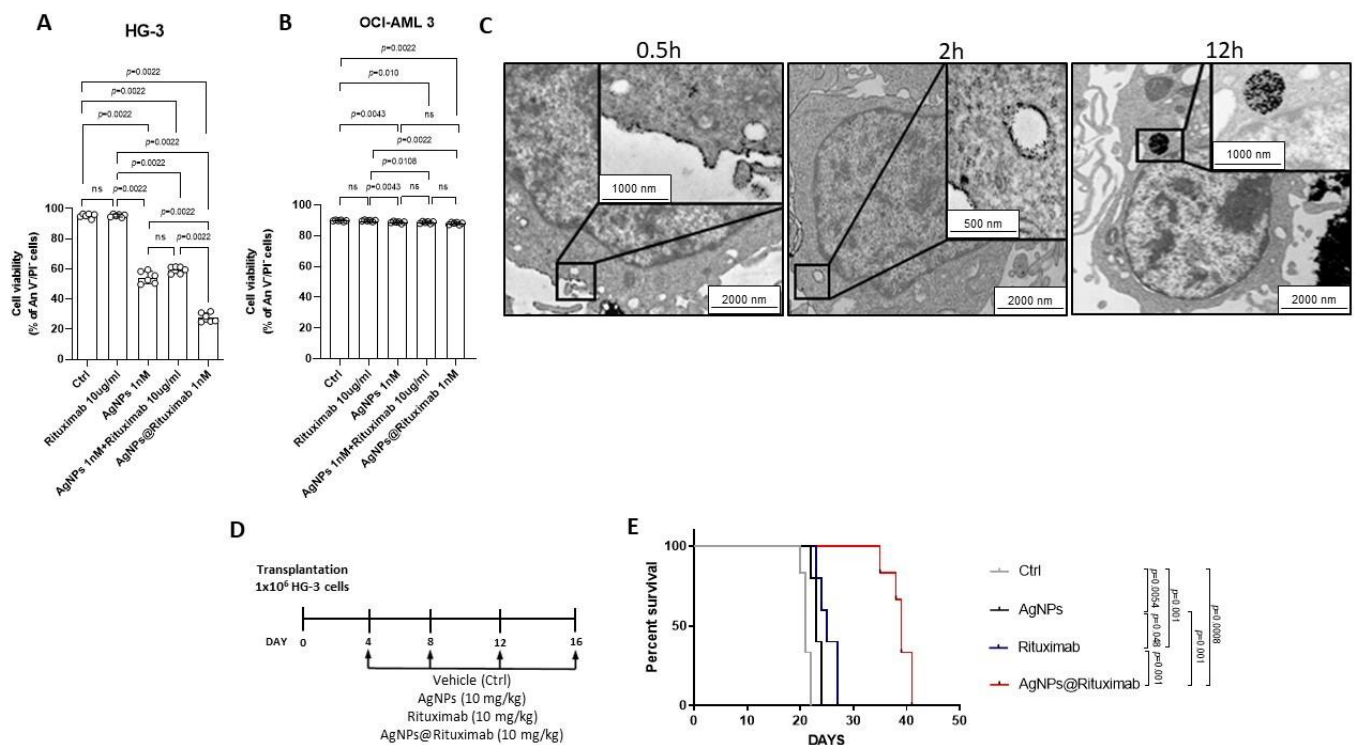 A
HG-3
p=0.0022
p=0.0022
p=0.0022
p=0.0022
p=0.0022
p=0.0022
ns
p=0.0022
ns
p=0.0022
100
80
60
40
20
0
Cell viability
(% of An V⁻/PI⁻ cells)
Ctrl
Rituximab 10ug/ml
AgNPs 1nM
AgNPs 1nM+Rituximab 10ug/ml
AgNPs@Rituximab 1nM
B
OCI-AML 3
p=0.0022
p=0.010
p=0.0043
ns
p=0.0022
p=0.0108
ns
p=0.0043
ns
ns
100
80
60
40
20
0
Cell viability
(% of An V⁻/PI⁻ cells)
Ctrl
Rituximab 10ug/ml
AgNPs 1nM
AgNPs 1nM+Rituximab 10ug/ml
AgNPs@Rituximab 1nM
C
0.5h
1000 nm
2000 nm
2h
500 nm
2000 nm
12h
1000 nm
2000 nm
D
Transplantation
1x10⁶ HG-3 cells
DAY 0 4 8 12 16
Vehicle (Ctrl)
AgNPs (10 mg/kg)
Rituximab (10 mg/kg)
AgNPs@Rituximab (10 mg/kg)
E
Percent survival
100
50
0
0 10 20 30 40 50
DAYS
Ctrl
AgNPs
Rituximab
AgNPs@Rituximab
p=0.0054
p=0.048
p=0.001
p=0.001
p=0.001
p=0.0008